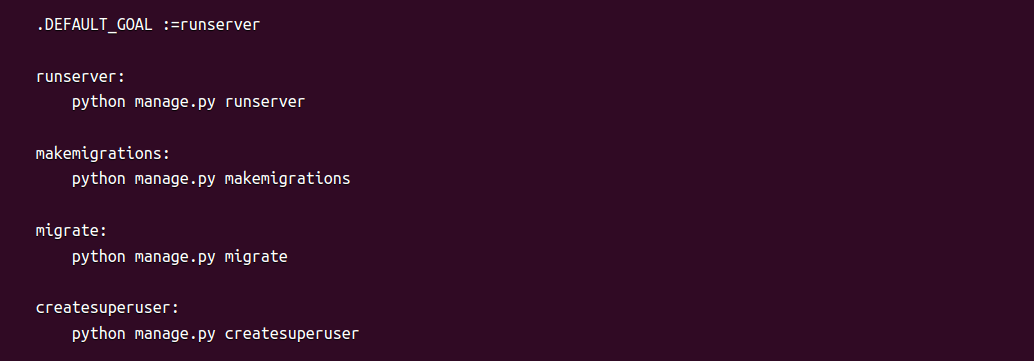 .DEFAULT_GOAL :=runserver
runserver:
python manage.py runserver
makemigrations:
python manage.py makemigrations
migrate:
python manage.py migrate
createsuperuser:
python manage.py createsuperuser